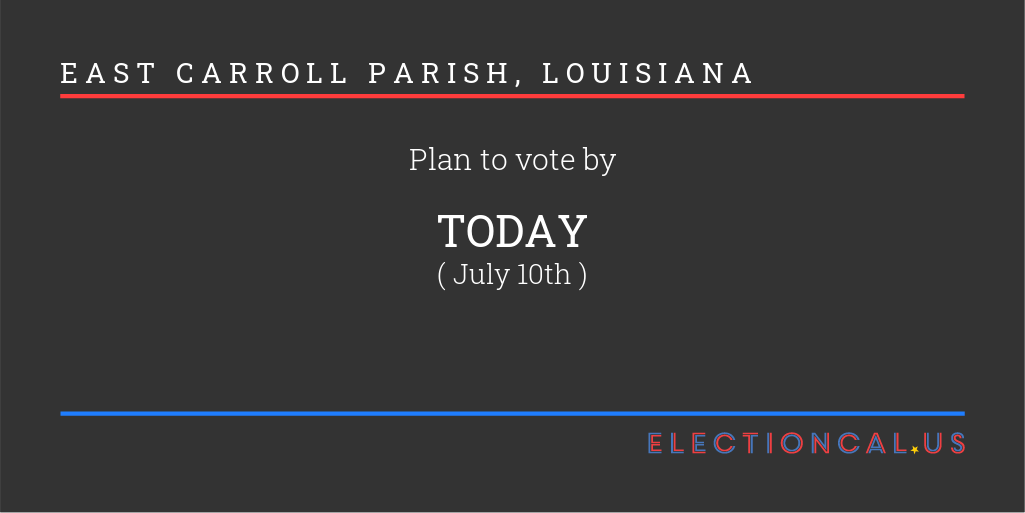 EAST CARROLL PARISH, LOUISIANA
Plan to vote by
TODAY
( July 10th )
ELECTIONCAL.US